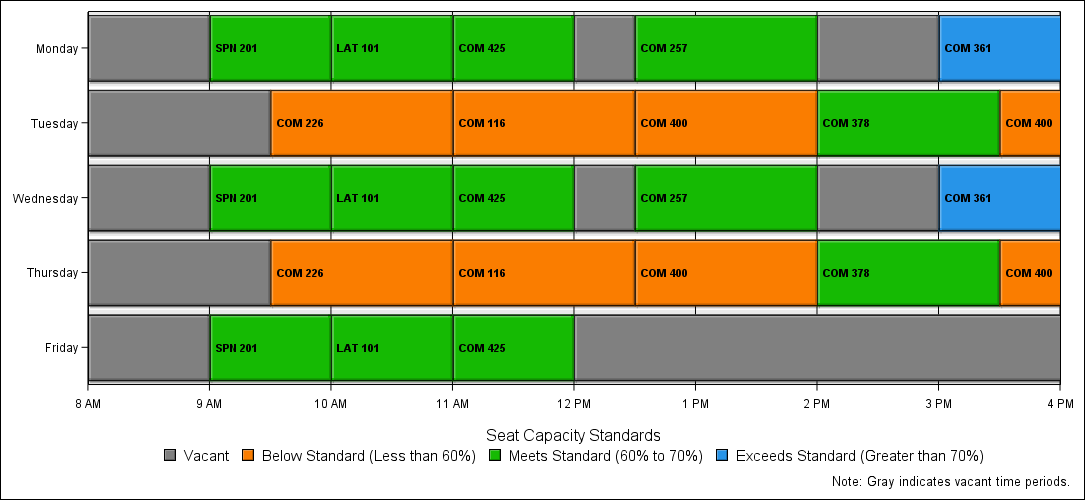 Monday SPN 201 LAT 101 COM 425 COM 257 COM 361
Tuesday COM 226 COM 116 COM 400 COM 378 COM 400
Wednesday SPN 201 LAT 101 COM 425 COM 257 COM 361
Thursday COM 226 COM 116 COM 400 COM 378 COM 400
Friday SPN 201 LAT 101 COM 425
8 AM 9 AM 10 AM 11 AM 12 PM 1 PM 2 PM 3 PM 4 PM
Seat Capacity Standards
Vacant Below Standard (Less than 60%) Meets Standard (60% to 70%) Exceeds Standard (Greater than 70%)
Note: Gray indicates vacant time periods.